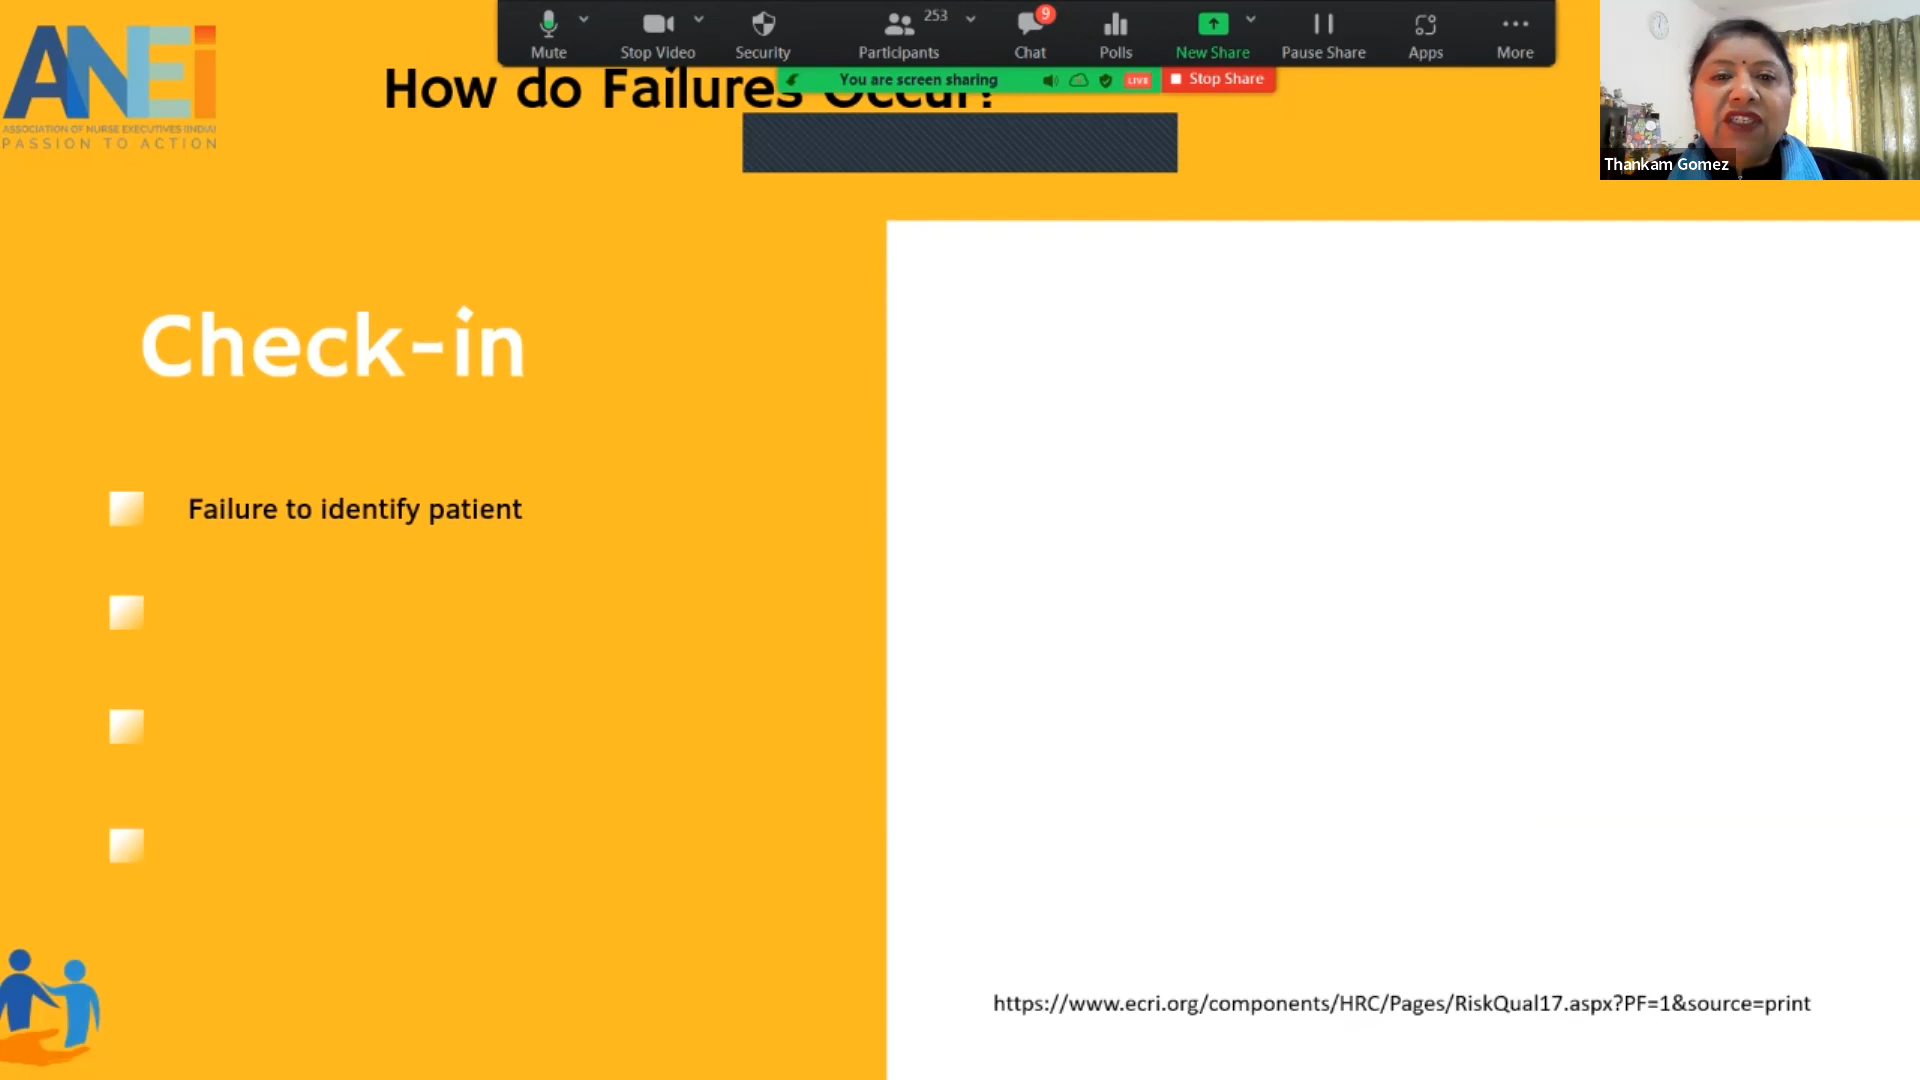 Mute
Stop Video
Security
253
Participants
9
Chat
Polls
New Share
Pause Share
Apps
More
You are screen sharing
LIVE
Stop Share
ANEi
ASSOCIATION OF NURSE EXECUTIVES (INDIA)
PASSION TO ACTION
How do Failures Occur?
Thankam Gomez
Check-in
Failure to identify patient
https://www.ecri.org/components/HRC/Pages/RiskQual17.aspx?PF=1&source=print